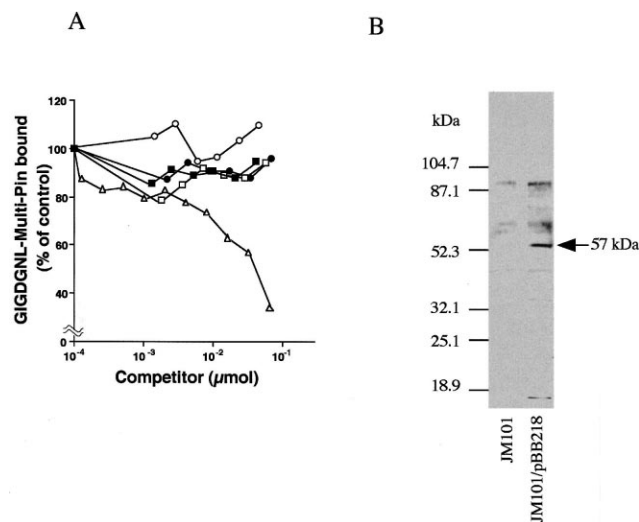 A
GIGDGNL-Multi-Pin bound
(% of control)
120
100
80
60
40
0
10⁻⁴
10⁻³
10⁻²
10⁻¹
Competitor (µmol)
B
kDa
104.7
87.1
52.3
32.1
25.1
18.9
57 kDa
JM101
JM101/pBB218